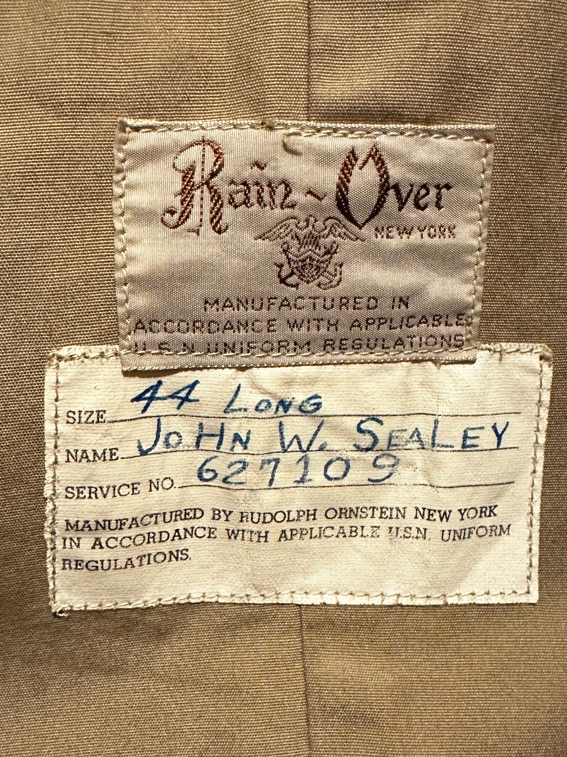 Rain~Over
NEW YORK
MANUFACTURED IN
ACCORDANCE WITH APPLICABLE
U.S.N. UNIFORM REGULATIONS
SIZE 44 LONG
NAME JOHN W. SEALEY
SERVICE NO. 627109
MANUFACTURED BY RUDOLPH ORNSTEIN NEW YORK
IN ACCORDANCE WITH APPLICABLE U.S.N. UNIFORM
REGULATIONS.